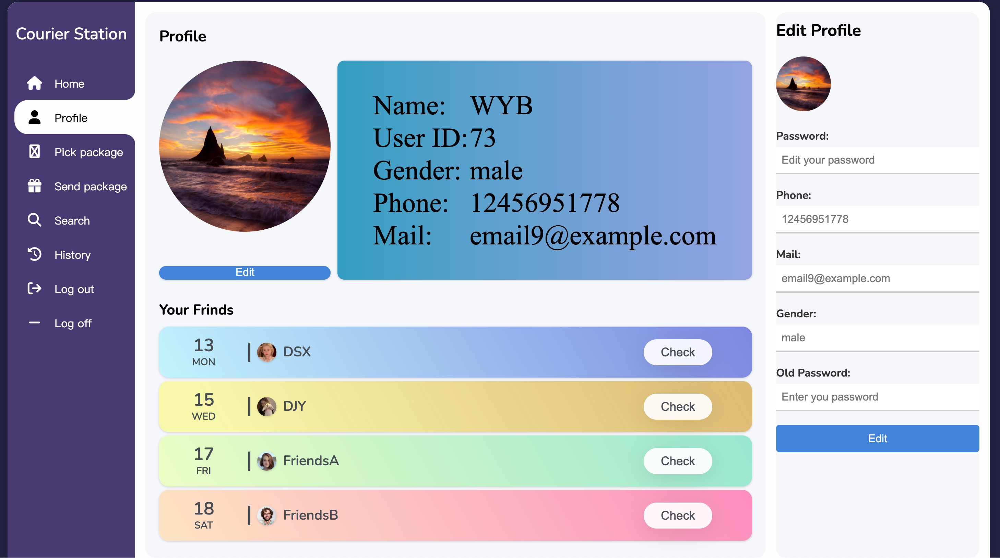 Courier Station
Home
Profile
Pick package
Send package
Search
History
Log out
Log off
Profile
Name: WYB
User ID: 73
Gender: male
Phone: 12456951778
Mail: email9@example.com
Edit
Your Frinds
13
MON
DSX
Check
15
WED
DJY
Check
17
FRI
FriendsA
Check
18
SAT
FriendsB
Check
Edit Profile
Password:
Edit your password
Phone:
12456951778
Mail:
email9@example.com
Gender:
male
Old Password:
Enter you password
Edit